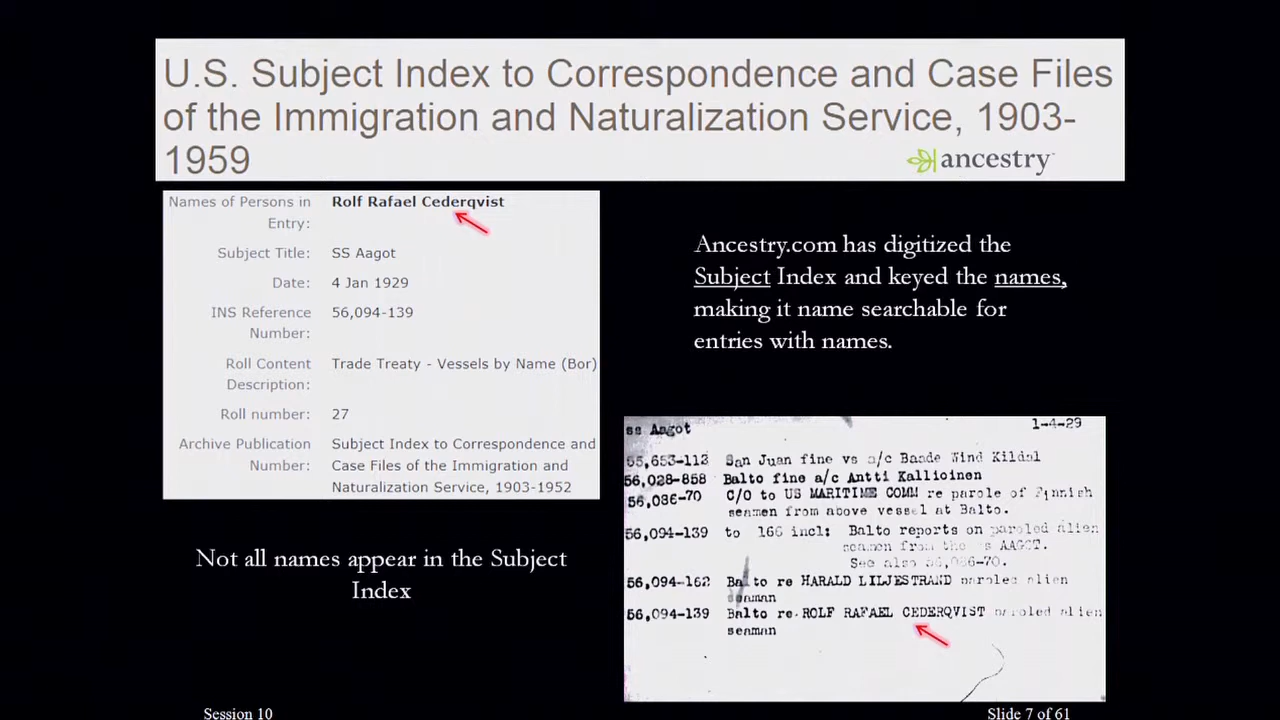 U.S. Subject Index to Correspondence and Case Files
of the Immigration and Naturalization Service, 1903-
1959
ancestry
Names of Persons in Entry: Rolf Rafael Cederqvist
Subject Title: SS Aagot
Date: 4 Jan 1929
INS Reference Number: 56,094-139
Roll Content Description: Trade Treaty - Vessels by Name (Bor)
Roll number: 27
Archive Publication Number: Subject Index to Correspondence and
Case Files of the Immigration and
Naturalization Service, 1903-1952
Ancestry.com has digitized the
Subject Index and keyed the names,
making it name searchable for
entries with names.
ss Aagot 1-4-29
55,653-113 San Juan fine vs a/c Baade Wind Kildal
56,028-858 Balto fine a/c Antti Kallioinen
56,086-70 C/O to US MARITIME COMM re parole of Finnish
seamen from above vessel at Balto.
56,094-139 to 166 incl: Balto reports on paroled alien
seamen from the ss AAGOT.
See also 56,086-70.
56,094-162 Balto re HARALD LILJESTRAND paroled alien
seaman
56,094-139 Balto re ROLF RAFAEL CEDERQVIST paroled alien
seaman
Not all names appear in the Subject
Index
Session 10
Slide 7 of 61